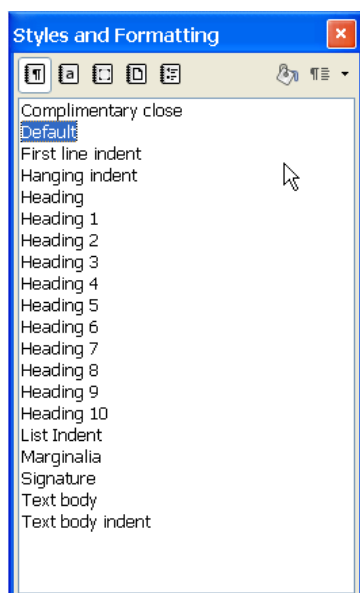 Styles and Formatting
Complimentary close
Default
First line indent
Hanging indent
Heading
Heading 1
Heading 2
Heading 3
Heading 4
Heading 5
Heading 6
Heading 7
Heading 8
Heading 9
Heading 10
List Indent
Marginalia
Signature
Text body
Text body indent